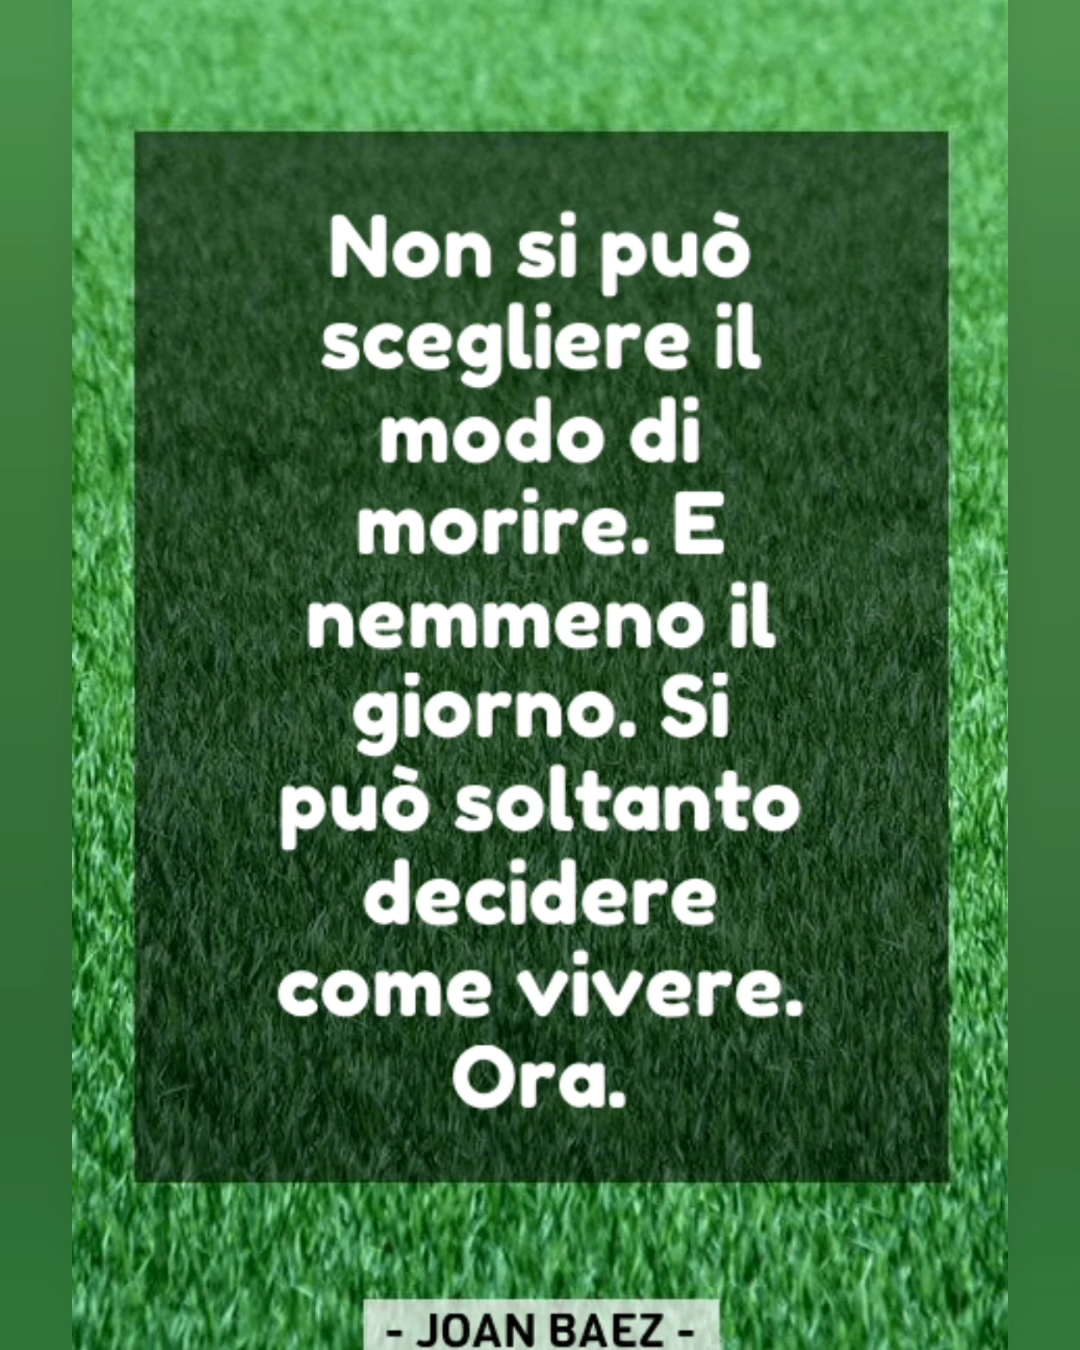 Non si può
scegliere il
modo di
morire. E
nemmeno il
giorno. Si
può soltanto
decidere
come vivere.
Ora.
- JOAN BAEZ -